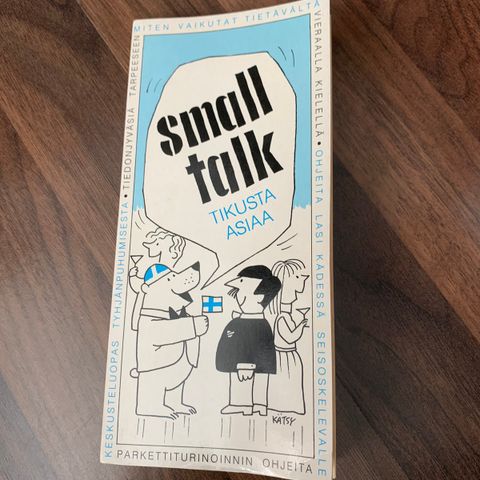 MITEN VAIKUTAT TIETÄVÄLTÄ
VIERAALLA KIELELLÄ • OHJEITA LASI KÄDESSÄ SEISOSKELEVALLE
KESKUSTELUOPAS TYHJÄNPUHUMISESTA • TIEDONJYVÄSIÄ TARPEESEEN
small
talk
TIKUSTA
ASIAA
KÄTSY
PARKETTITURINOINNIN OHJEITA